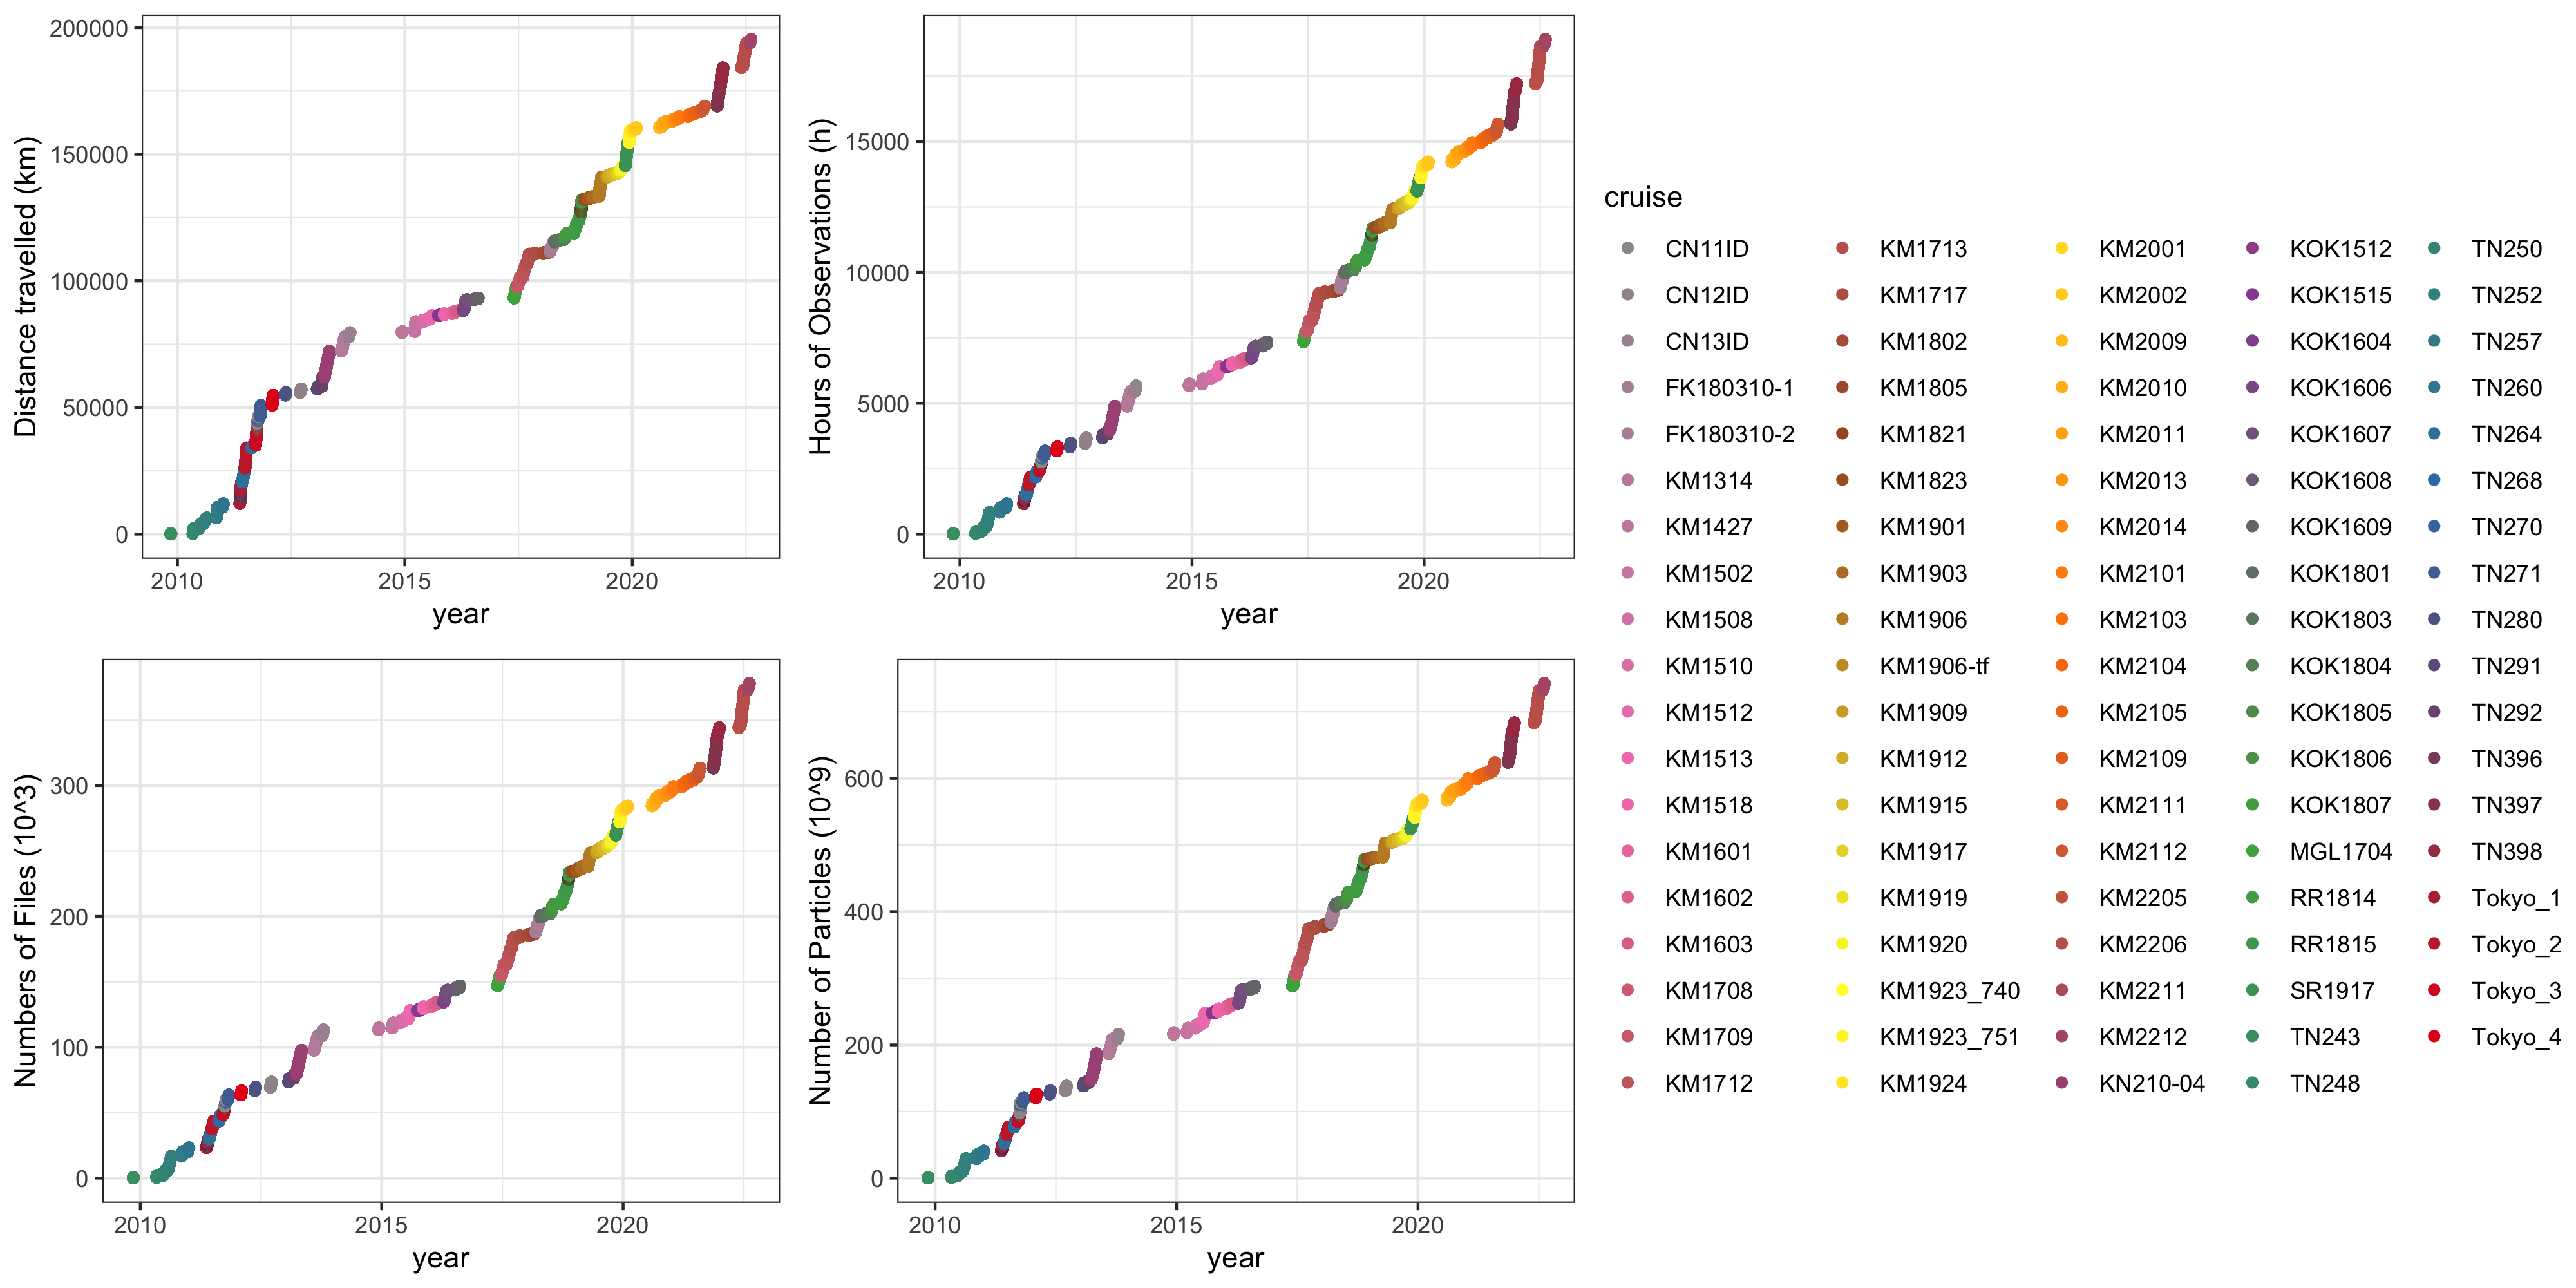 200000
150000
100000
50000
0
Distance travelled (km)
2010 2015 2020
year
15000
10000
5000
0
Hours of Observations (h)
2010 2015 2020
year
300
200
100
0
Numbers of Files (10^3)
2010 2015 2020
year
600
400
200
0
Number of Particles (10^9)
2010 2015 2020
year
cruise
CN11ID
CN12ID
CN13ID
FK180310-1
FK180310-2
KM1314
KM1427
KM1502
KM1508
KM1510
KM1512
KM1513
KM1518
KM1601
KM1602
KM1603
KM1708
KM1709
KM1712
KM1713
KM1717
KM1802
KM1805
KM1821
KM1823
KM1901
KM1903
KM1906
KM1906-tf
KM1909
KM1912
KM1915
KM1917
KM1919
KM1920
KM1923_740
KM1923_751
KM1924
KM2001
KM2002
KM2009
KM2010
KM2011
KM2013
KM2014
KM2101
KM2103
KM2104
KM2105
KM2109
KM2111
KM2112
KM2205
KM2206
KM2211
KM2212
KN210-04
KOK1512
KOK1515
KOK1604
KOK1606
KOK1607
KOK1608
KOK1609
KOK1801
KOK1803
KOK1804
KOK1805
KOK1806
KOK1807
MGL1704
RR1814
RR1815
SR1917
TN243
TN248
TN250
TN252
TN257
TN260
TN264
TN268
TN270
TN271
TN280
TN291
TN292
TN396
TN397
TN398
Tokyo_1
Tokyo_2
Tokyo_3
Tokyo_4